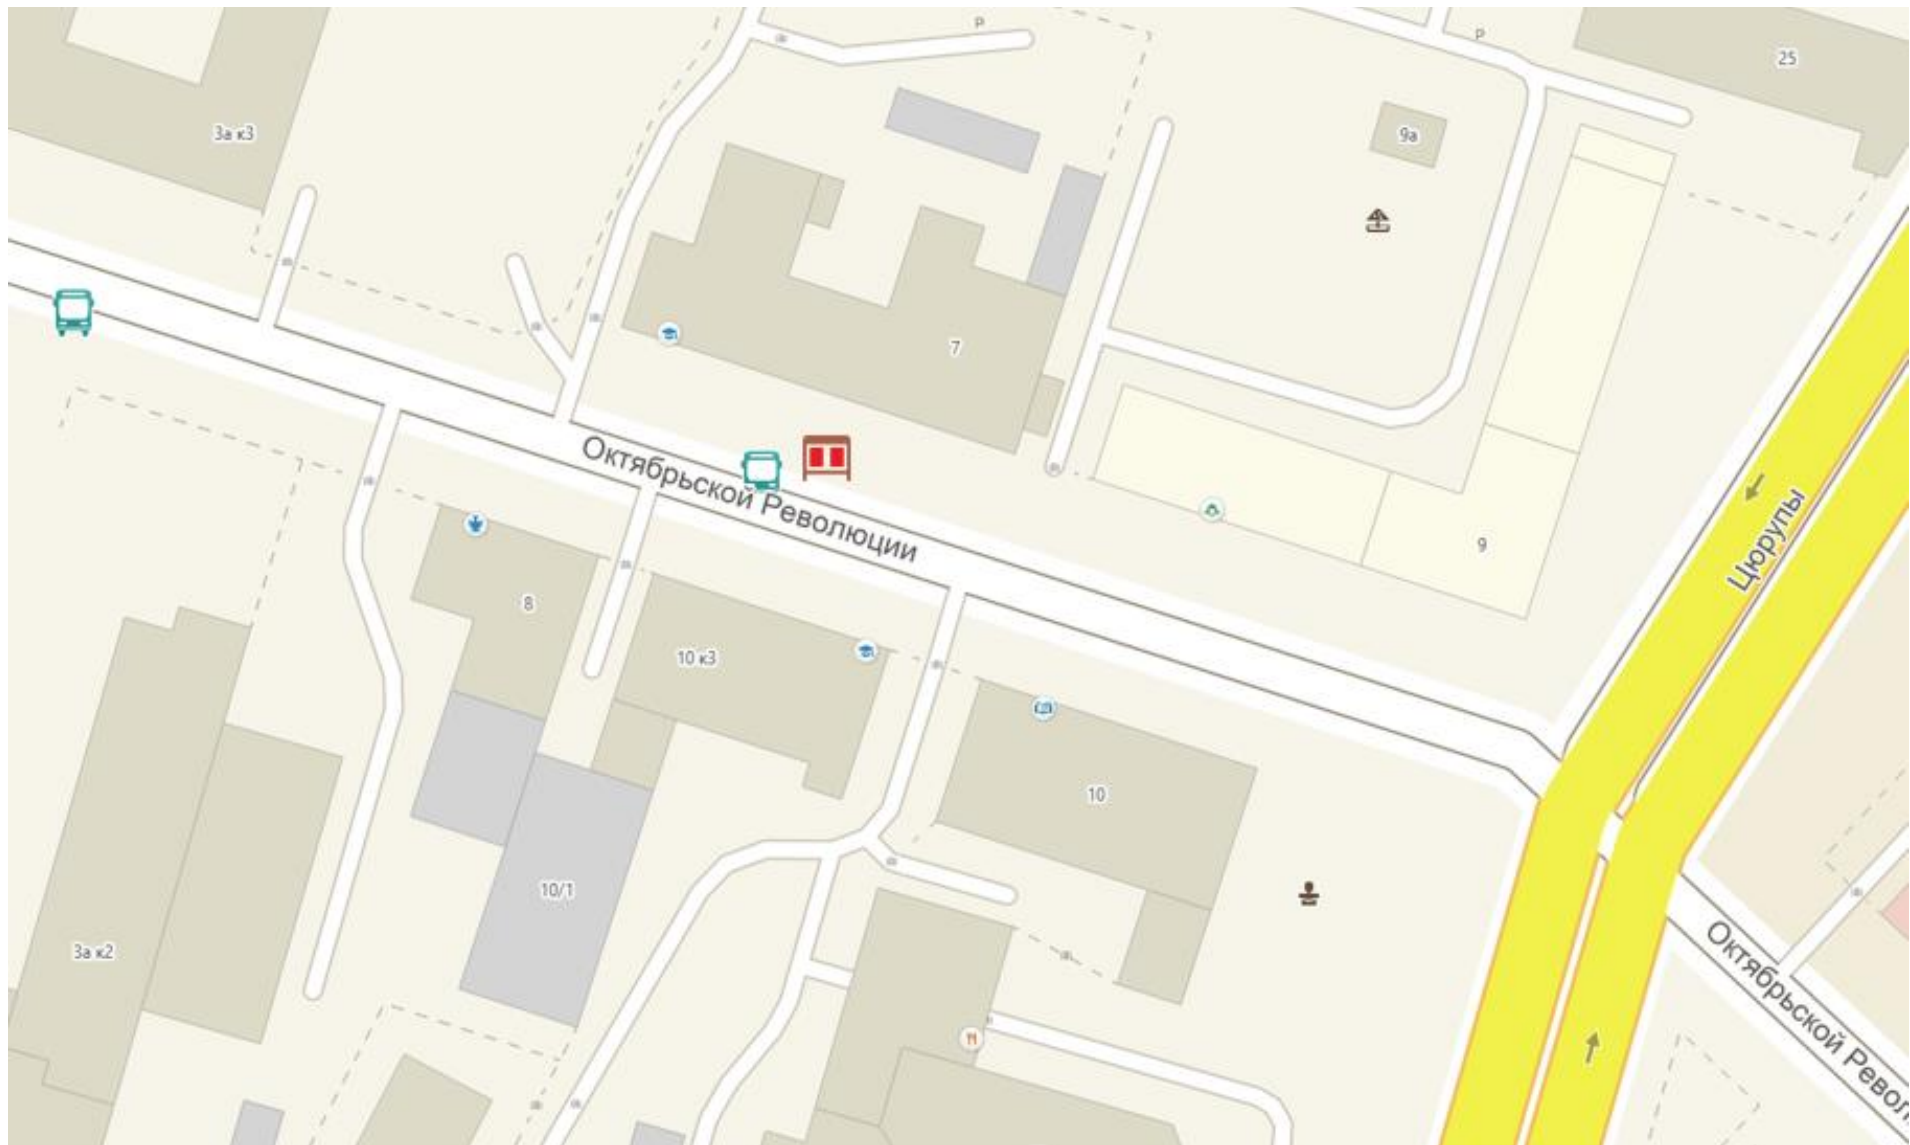 P
P
25
3а к3
9а
7
Октябрьской Революции
9
Цюрупы
8
10 к3
10
10/1
3а к2
Октябрьской Револ